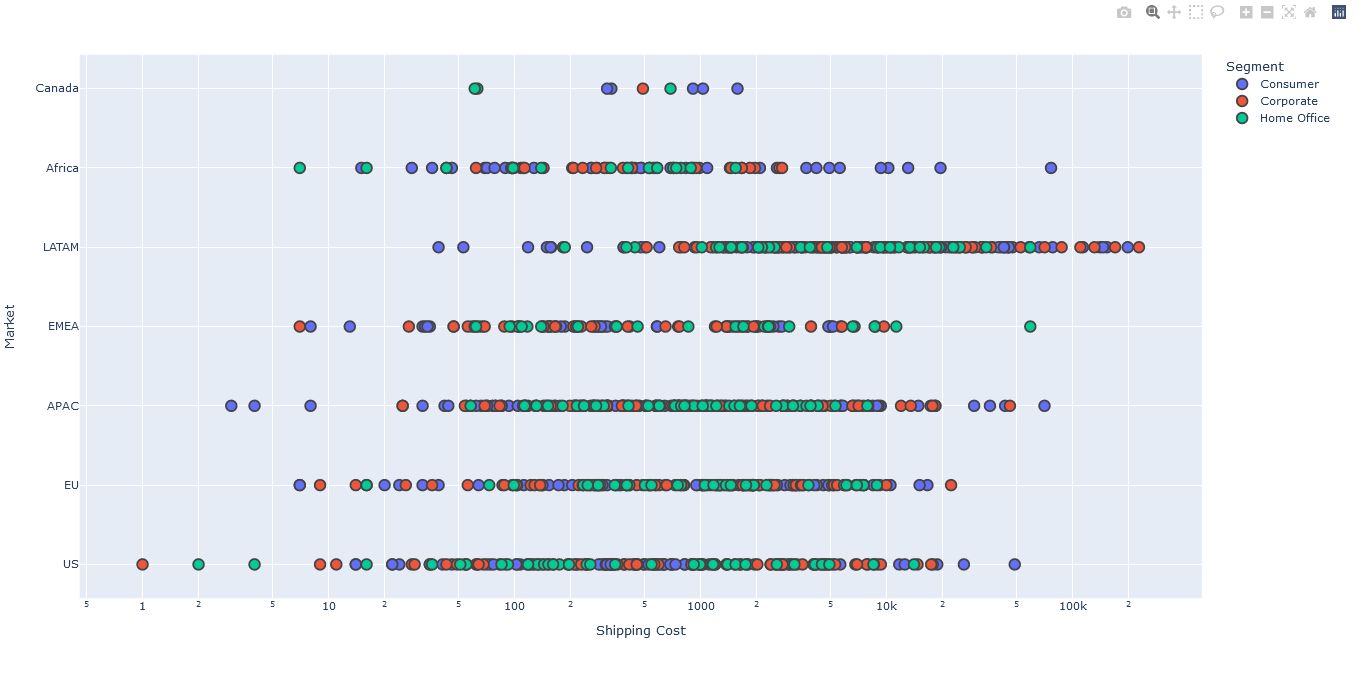 Segment
Consumer
Corporate
Home Office
Market
Canada
Africa
LATAM
EMEA
APAC
EU
US
5 1 2 5 10 2 5 100 2 5 1000 2 5 10k 2 5 100k 2
Shipping Cost